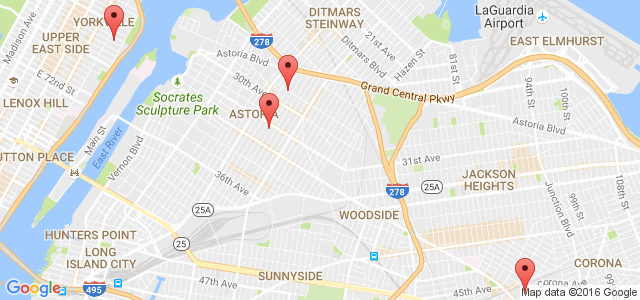 YORKVILLE
Madison Ave
UPPER
EAST SIDE
E 72nd St
LENOX HILL
Main St
East River
Vernon Blvd
SUTTON PLACE
Socrates
Sculpture Park
Astoria Blvd
278
30th Ave
ASTORIA
DITMARS
STEINWAY
21st Ave
Ditmars Blvd
Hazen St
Grand Central Pkwy
LaGuardia
Airport
EAST ELMHURST
81st St
94th St
100th St
Astoria Blvd
31st Ave
36th Ave
25A
278
25A
JACKSON
HEIGHTS
108th St
99th St
WOODSIDE
HUNTERS POINT
LONG
ISLAND CITY
25
SUNNYSIDE
47th Ave
495
CORONA
Corona Ave
45th Ave
Google
Map data ©2016 Google